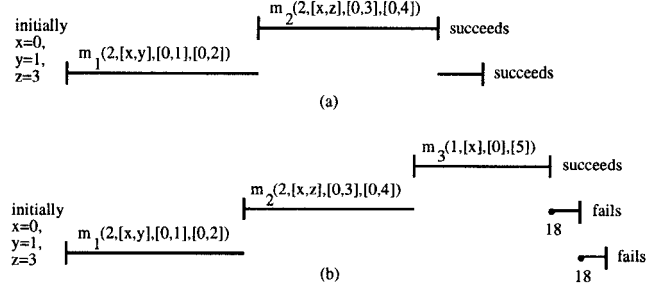 m2(2,[x,z],[0,3],[0,4])
initially
x=0,
y=1,
z=3
succeeds
m1(2,[x,y],[0,1],[0,2])
succeeds
(a)
m3(1,[x],[0],[5])
succeeds
m2(2,[x,z],[0,3],[0,4])
initially
x=0,
y=1,
z=3
fails
18
m1(2,[x,y],[0,1],[0,2])
fails
18
(b)